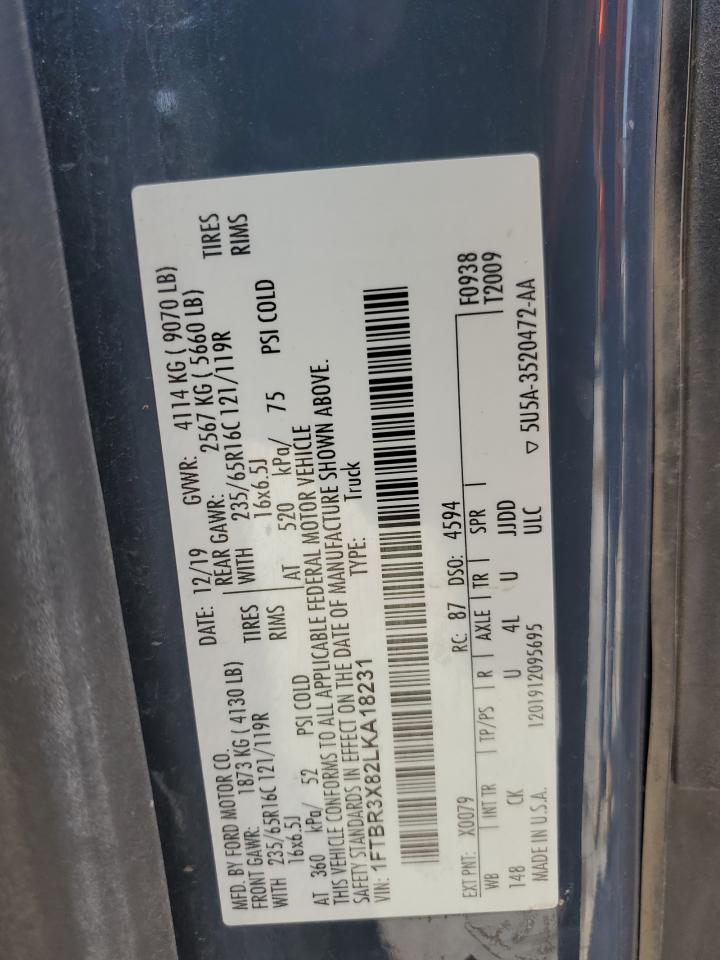 MFD. BY FORD MOTOR CO.
DATE: 12/19 GVWR: 4114 KG ( 9070 LB)
FRONT GAWR: 1873 KG ( 4130 LB) REAR GAWR: 2567 KG ( 5660 LB)
WITH 235/65R16C 121/119R TIRES WITH 235/65R16C 121/119R TIRES
16x6.5J RIMS 16x6.5J RIMS
AT 360 kPa/ 52 PSI COLD AT 520 kPa/ 75 PSI COLD
THIS VEHICLE CONFORMS TO ALL APPLICABLE FEDERAL MOTOR VEHICLE
SAFETY STANDARDS IN EFFECT ON THE DATE OF MANUFACTURE SHOWN ABOVE.
VIN: 1FTBR3X82LKA18231 TYPE: Truck
EXT PNT: X0079 RC: 87 DSO: 4594 F0938
WB INT TR TP/PS R AXLE TR SPR T2009
148 CK U 4L U JJDD
ULC
MADE IN U.S.A. 1201912095695 ▽ 5U5A-3520472-AA